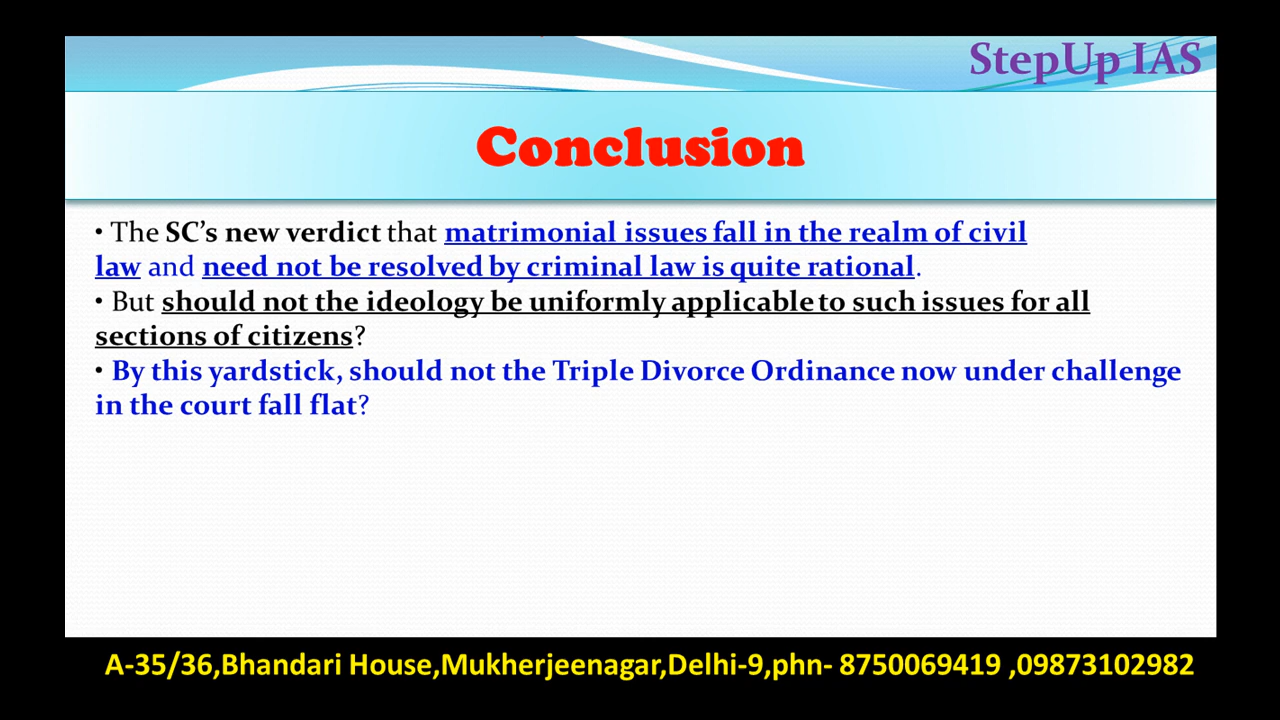 StepUp IAS
Conclusion
• The SC’s new verdict that matrimonial issues fall in the realm of civil
law and need not be resolved by criminal law is quite rational.
• But should not the ideology be uniformly applicable to such issues for all
sections of citizens?
• By this yardstick, should not the Triple Divorce Ordinance now under challenge
in the court fall flat?
A-35/36,Bhandari House,Mukherjeenagar,Delhi-9,phn- 8750069419 ,09873102982